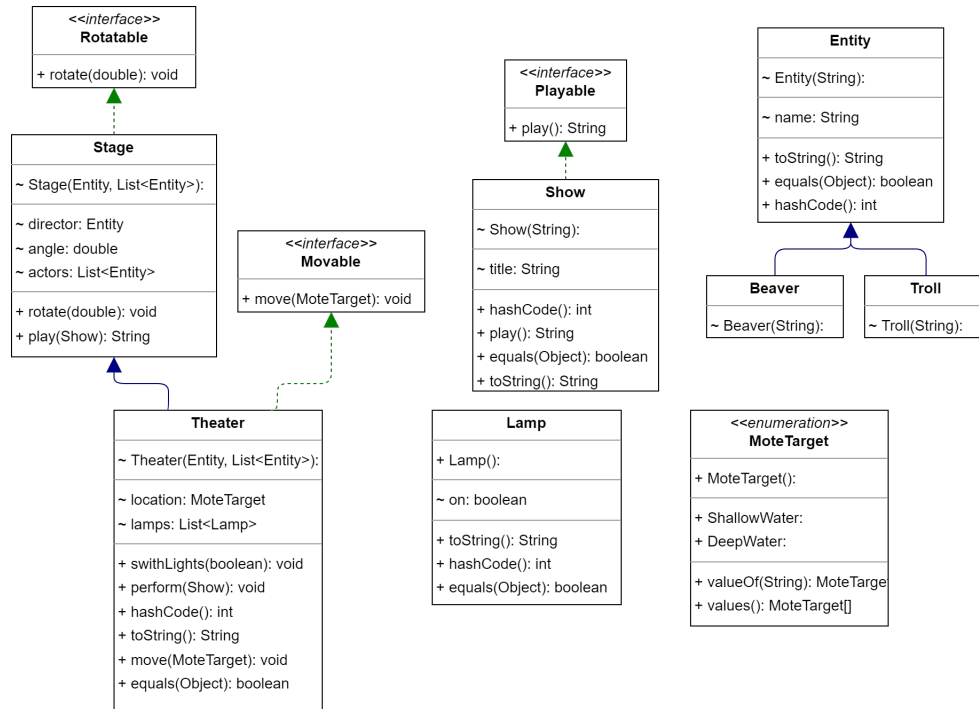 <<interface>>
Rotatable
+ rotate(double): void
Stage
~ Stage(Entity, List<Entity>):
~ director: Entity
~ angle: double
~ actors: List<Entity>
+ rotate(double): void
+ play(Show): String
<<interface>>
Movable
+ move(MoteTarget): void
<<interface>>
Playable
+ play(): String
Show
~ Show(String):
~ title: String
+ hashCode(): int
+ play(): String
+ equals(Object): boolean
+ toString(): String
Entity
~ Entity(String):
~ name: String
+ toString(): String
+ equals(Object): boolean
+ hashCode(): int
Beaver
~ Beaver(String):
Troll
~ Troll(String):
Theater
~ Theater(Entity, List<Entity>):
~ location: MoteTarget
~ lamps: List<Lamp>
+ swithLights(boolean): void
+ perform(Show): void
+ hashCode(): int
+ toString(): String
+ move(MoteTarget): void
+ equals(Object): boolean
Lamp
+ Lamp():
~ on: boolean
+ toString(): String
+ hashCode(): int
+ equals(Object): boolean
<<enumeration>>
MoteTarget
+ MoteTarget():
+ ShallowWater:
+ DeepWater:
+ valueOf(String): MoteTarge
+ values(): MoteTarget[]